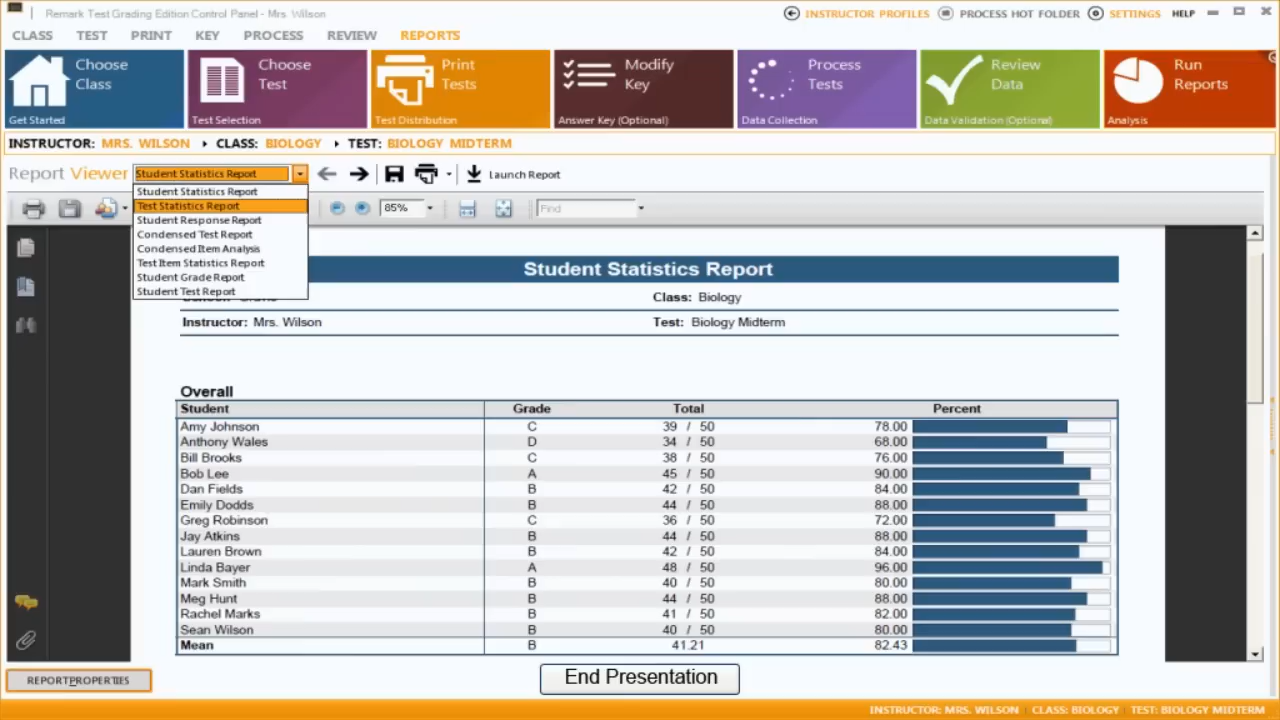 Remark Test Grading Edition Control Panel - Mrs. Wilson
INSTRUCTOR PROFILES PROCESS HOT FOLDER SETTINGS HELP
CLASS TEST PRINT KEY PROCESS REVIEW REPORTS
Choose Class
Get Started
Choose Test
Test Selection
Print Tests
Test Distribution
Modify Key
Answer Key (Optional)
Process Tests
Data Collection
Review Data
Data Validation (Optional)
Run Reports
Analysis
INSTRUCTOR: MRS. WILSON CLASS: BIOLOGY TEST: BIOLOGY MIDTERM
Report Viewer Student Statistics Report Launch Report
Student Statistics Report
Test Statistics Report
Student Response Report
Condensed Test Report
Condensed Item Analysis
Test Item Statistics Report
Student Grade Report
Student Test Report
85% Find
Student Statistics Report
Class: Biology
Instructor: Mrs. Wilson Test: Biology Midterm
Overall
Student Grade Total Percent
Amy Johnson C 39 / 50 78.00
Anthony Wales D 34 / 50 68.00
Bill Brooks C 38 / 50 76.00
Bob Lee A 45 / 50 90.00
Dan Fields B 42 / 50 84.00
Emily Dodds B 44 / 50 88.00
Greg Robinson C 36 / 50 72.00
Jay Atkins B 44 / 50 88.00
Lauren Brown B 42 / 50 84.00
Linda Bayer A 48 / 50 96.00
Mark Smith B 40 / 50 80.00
Meg Hunt B 44 / 50 88.00
Rachel Marks B 41 / 50 82.00
Sean Wilson B 40 / 50 80.00
Mean B 41.21 82.43
REPORT PROPERTIES
End Presentation
INSTRUCTOR: MRS. WILSON | CLASS: BIOLOGY | TEST: BIOLOGY MIDTERM